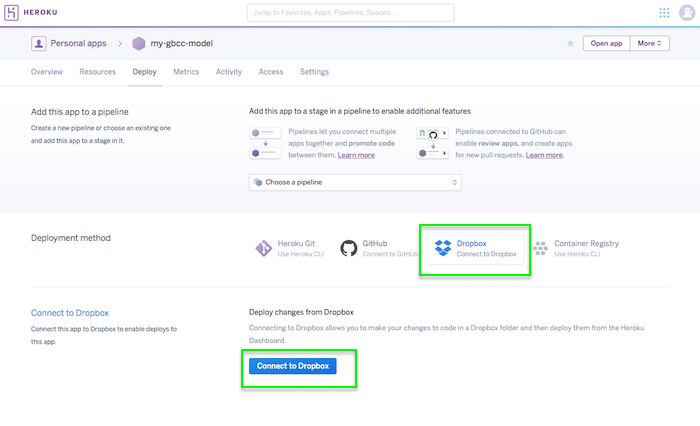 HEROKU
Jump to Favorites, Apps, Pipelines, Spaces...
Personal apps > my-gbcc-model
Open app
More
Overview Resources Deploy Metrics Activity Access Settings
Add this app to a pipeline
Create a new pipeline or choose an existing one
and add this app to a stage in it.
Add this app to a stage in a pipeline to enable additional features
Pipelines let you connect multiple
apps together and promote code
between them. Learn more.
Pipelines connected to GitHub can
enable review apps, and create apps
for new pull requests. Learn more.
Choose a pipeline
Deployment method
Heroku Git
Use Heroku CLI
GitHub
Connect to GitHub
Dropbox
Connect to Dropbox
Container Registry
Use Heroku CLI
Connect to Dropbox
Connect this app to Dropbox to enable deploys to
this app.
Deploy changes from Dropbox
Connecting to Dropbox allows you to make your changes to code in a Dropbox folder and then deploy them from the Heroku
Dashboard.
Connect to Dropbox